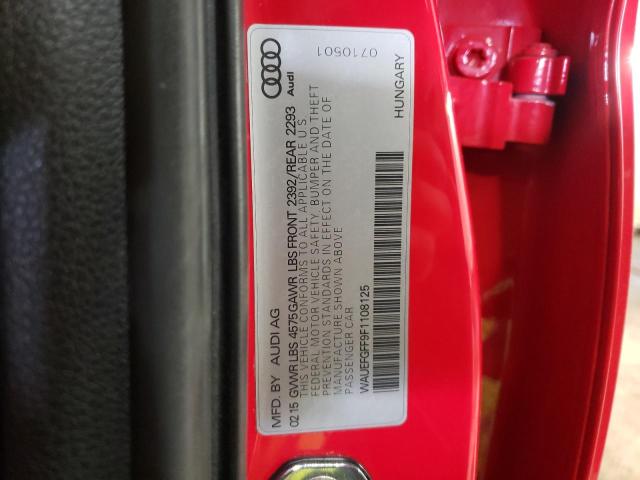 MFD. BY AUDI AG
Audi
02 15 GVWR LBS 4575 GAWR LBS FRONT 2392/REAR 2293
THIS VEHICLE CONFORMS TO ALL APPLICABLE U S
FEDERAL MOTOR VEHICLE SAFETY, BUMPER AND THEFT
PREVENTION STANDARDS IN EFFECT ON THE DATE OF
MANUFACTURE SHOWN ABOVE
PASSENGER CAR
WAUEFGFF9F1108125
HUNGARY
0710501